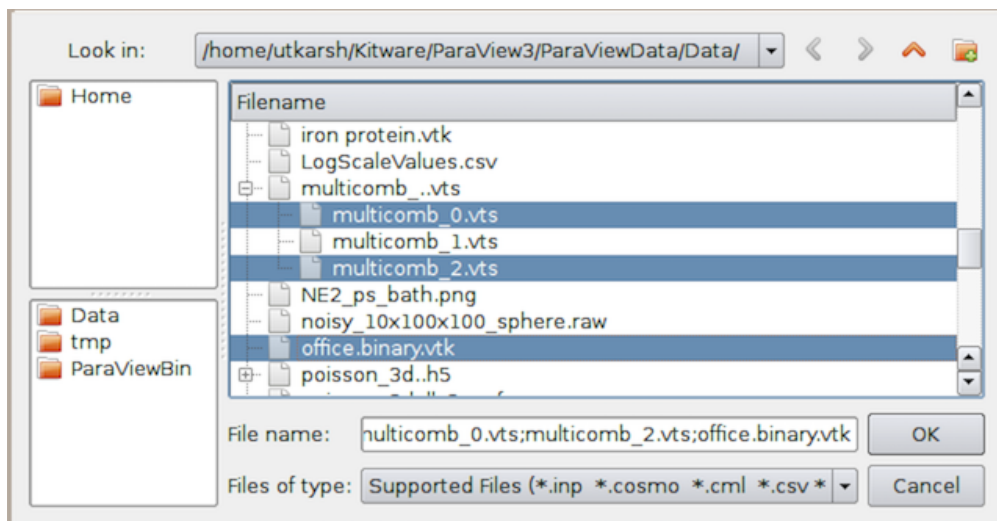 Look in: /home/utkarsh/Kitware/ParaView3/ParaViewData/Data/
Home
Filename
iron protein.vtk
LogScaleValues.csv
multicomb_..vts
multicomb_0.vts
multicomb_1.vts
multicomb_2.vts
NE2_ps_bath.png
noisy_10x100x100_sphere.raw
office.binary.vtk
poisson_3d..h5
Data
tmp
ParaViewBin
File name: multicomb_0.vts;multicomb_2.vts;office.binary.vtk OK
Files of type: Supported Files (*.inp *.cosmo *.cml *.csv * Cancel